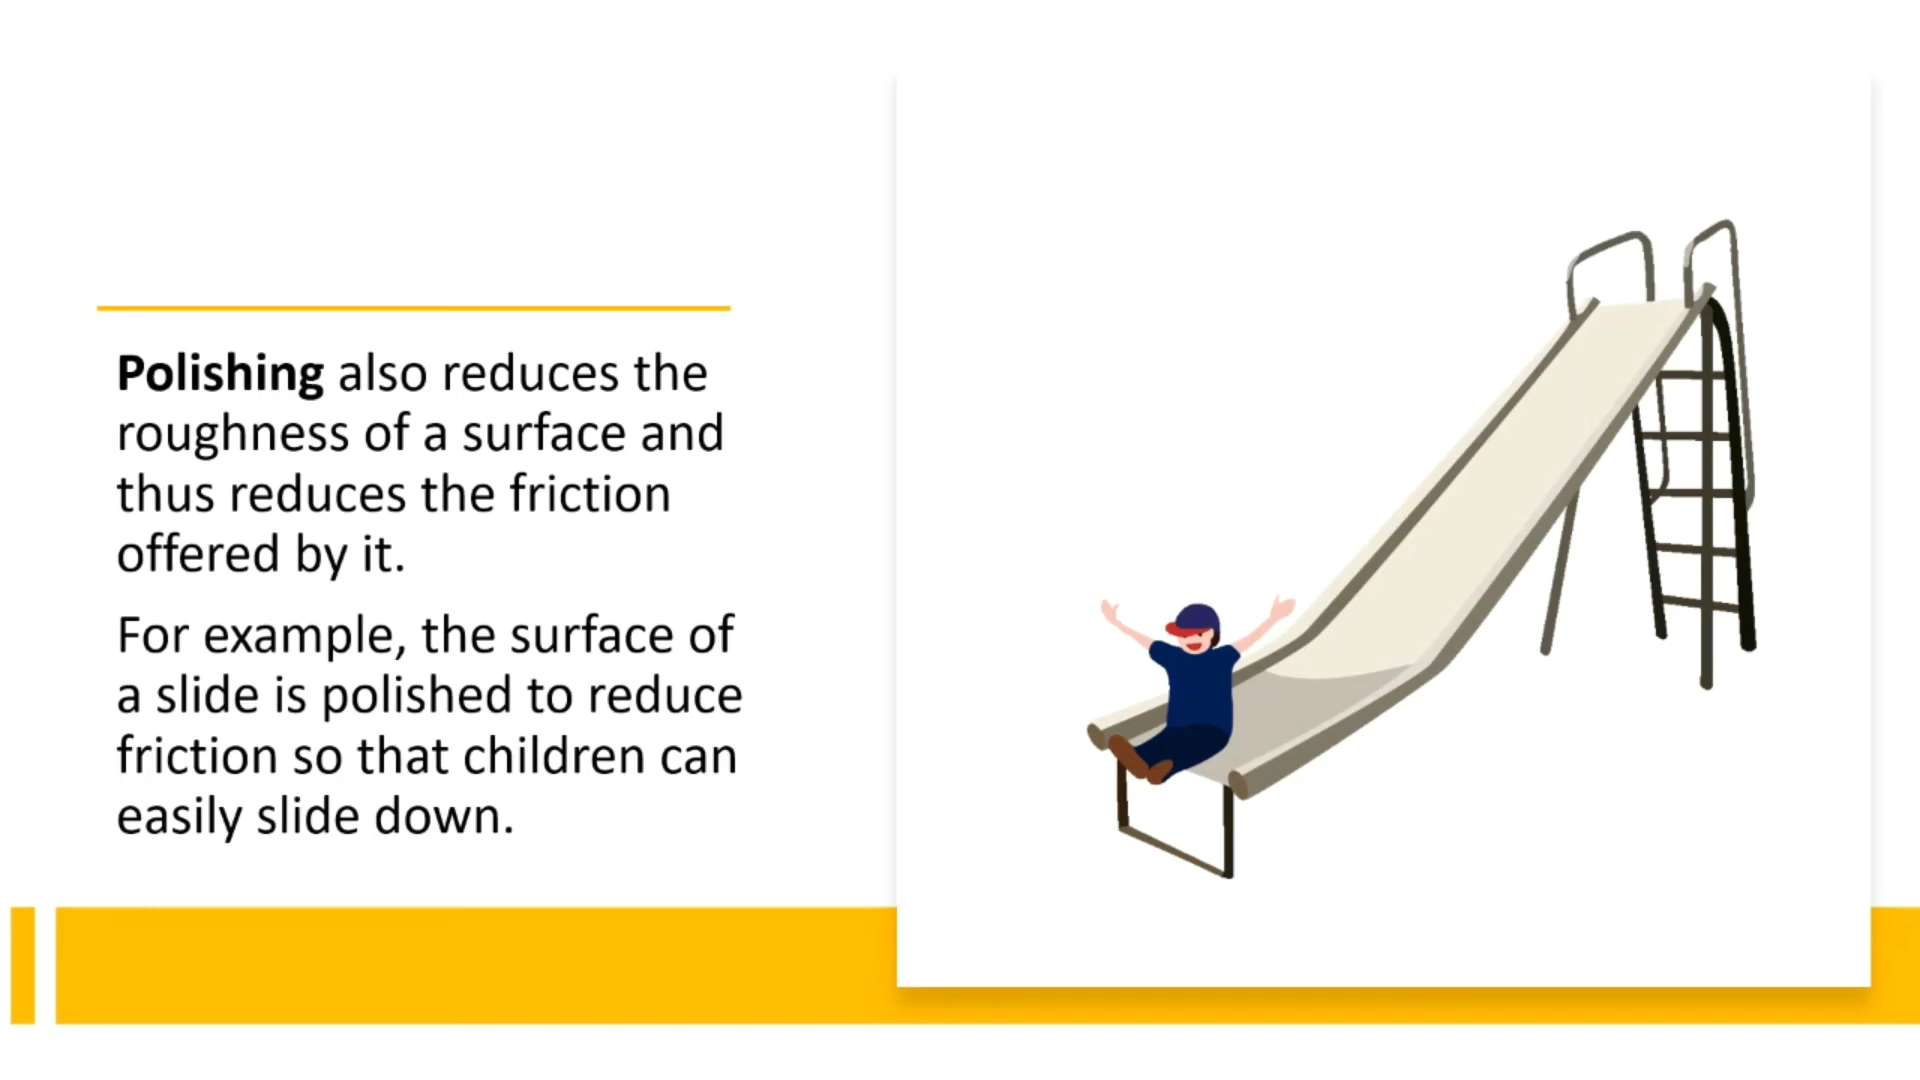 Polishing also reduces the
roughness of a surface and
thus reduces the friction
offered by it.
For example, the surface of
a slide is polished to reduce
friction so that children can
easily slide down.